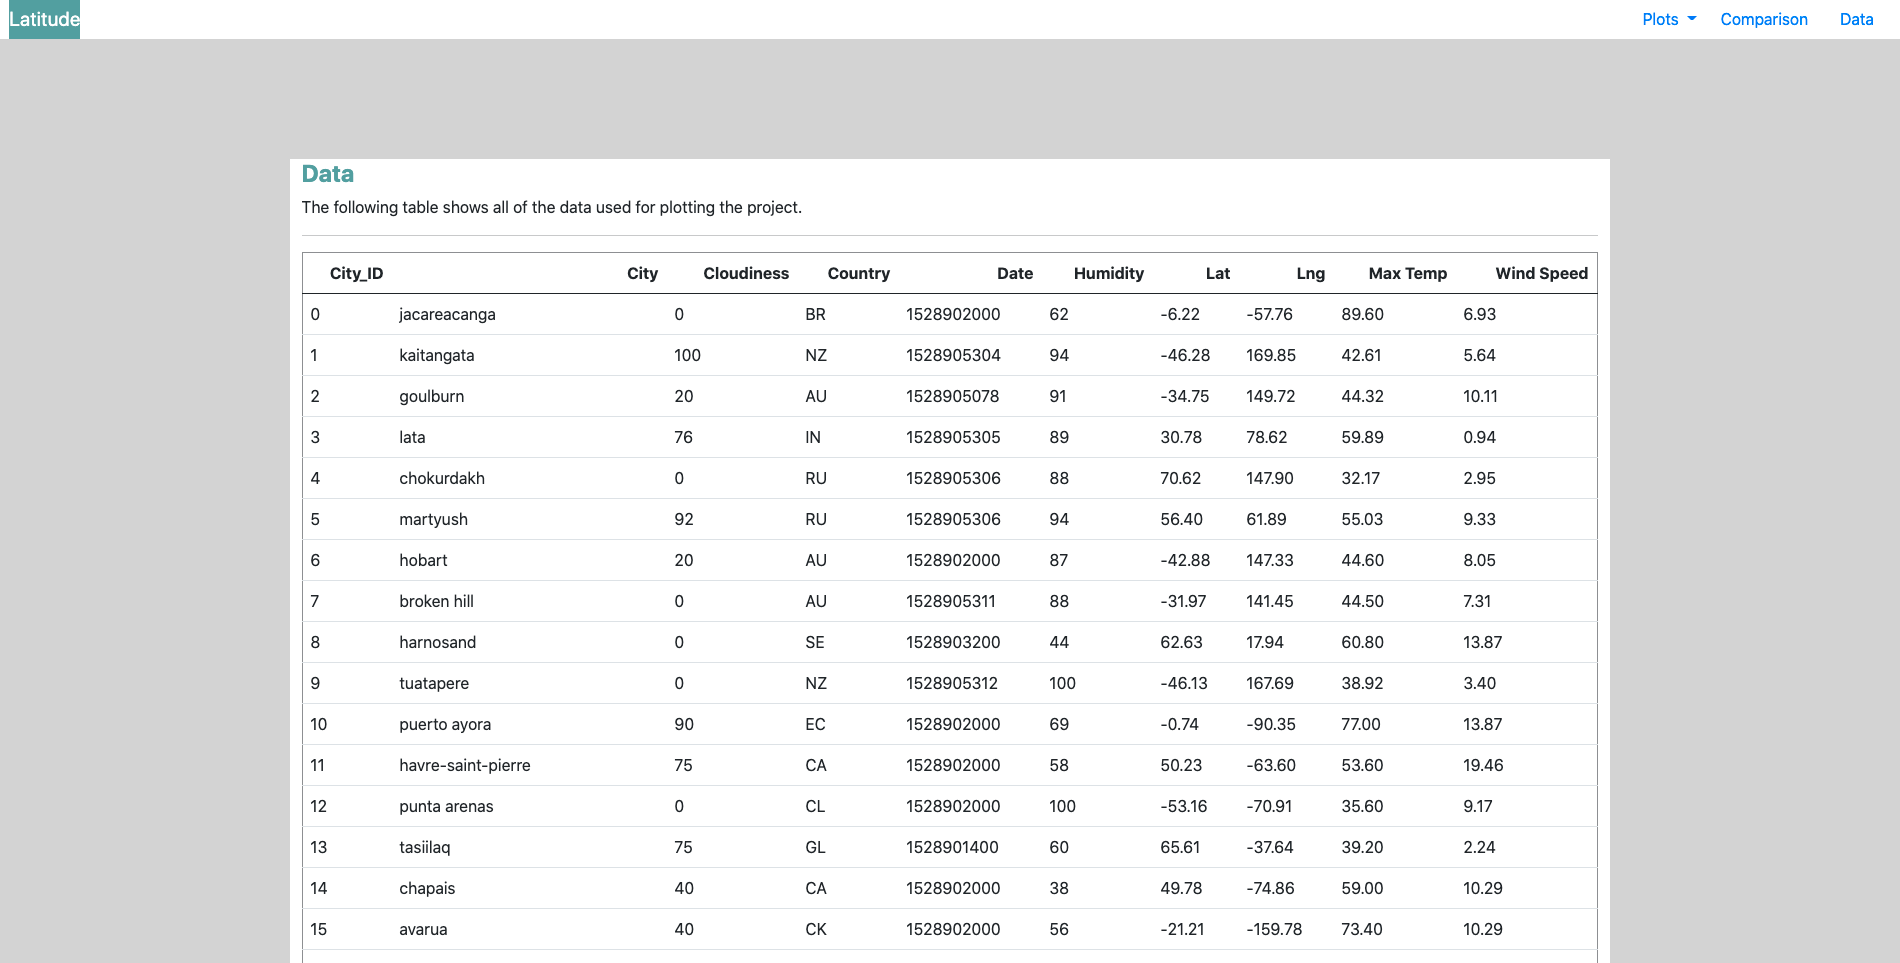 Latitude Plots Comparison Data
Data
The following table shows all of the data used for plotting the project.
City_ID City Cloudiness Country Date Humidity Lat Lng Max Temp Wind Speed
0 jacareacanga 0 BR 1528902000 62 -6.22 -57.76 89.60 6.93
1 kaitangata 100 NZ 1528905304 94 -46.28 169.85 42.61 5.64
2 goulburn 20 AU 1528905078 91 -34.75 149.72 44.32 10.11
3 lata 76 IN 1528905305 89 30.78 78.62 59.89 0.94
4 chokurdakh 0 RU 1528905306 88 70.62 147.90 32.17 2.95
5 martyush 92 RU 1528905306 94 56.40 61.89 55.03 9.33
6 hobart 20 AU 1528902000 87 -42.88 147.33 44.60 8.05
7 broken hill 0 AU 1528905311 88 -31.97 141.45 44.50 7.31
8 harnosand 0 SE 1528903200 44 62.63 17.94 60.80 13.87
9 tuatapere 0 NZ 1528905312 100 -46.13 167.69 38.92 3.40
10 puerto ayora 90 EC 1528902000 69 -0.74 -90.35 77.00 13.87
11 havre-saint-pierre 75 CA 1528902000 58 50.23 -63.60 53.60 19.46
12 punta arenas 0 CL 1528902000 100 -53.16 -70.91 35.60 9.17
13 tasiilaq 75 GL 1528901400 60 65.61 -37.64 39.20 2.24
14 chapais 40 CA 1528902000 38 49.78 -74.86 59.00 10.29
15 avarua 40 CK 1528902000 56 -21.21 -159.78 73.40 10.29